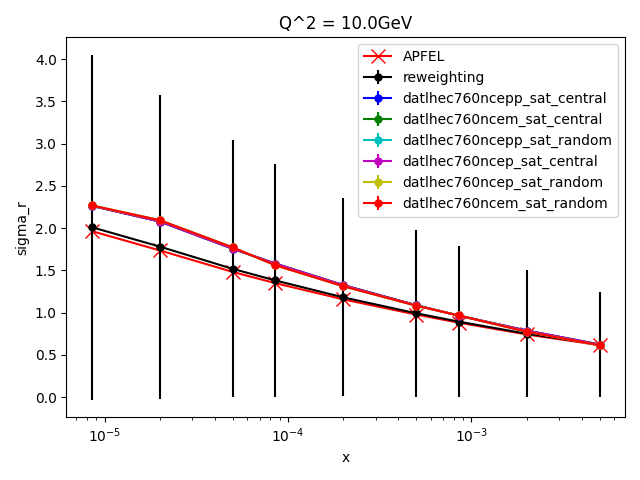 Q^2 = 10.0GeV
APFEL
reweighting
datlhec760ncepp_sat_central
datlhec760ncem_sat_central
datlhec760ncepp_sat_random
datlhec760ncep_sat_central
datlhec760ncep_sat_random
datlhec760ncem_sat_random
sigma_r
4.0
3.5
3.0
2.5
2.0
1.5
1.0
0.5
0.0
10⁻⁵ 10⁻⁴ 10⁻³
x